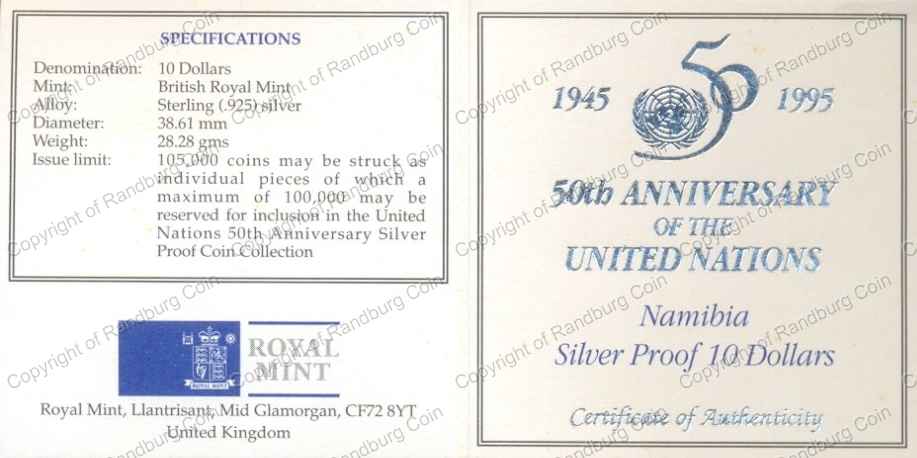 SPECIFICATIONS
Denomination: 10 Dollars
Mint: British Royal Mint
Alloy: Sterling (.925) silver
Diameter: 38.61 mm
Weight: 28.28 gms
Issue limit: 105,000 coins may be struck as
individual pieces of which a
maximum of 100,000 may be
reserved for inclusion in the United
Nations 50th Anniversary Silver
Proof Coin Collection
ROYAL MINT
ROYAL
MINT
Royal Mint, Llantrisant, Mid Glamorgan, CF72 8YT
United Kingdom
50
1945 1995
50th ANNIVERSARY
OF THE
UNITED NATIONS
Namibia
Silver Proof 10 Dollars
Certificate of Authenticity
Copyright of Randburg Coin